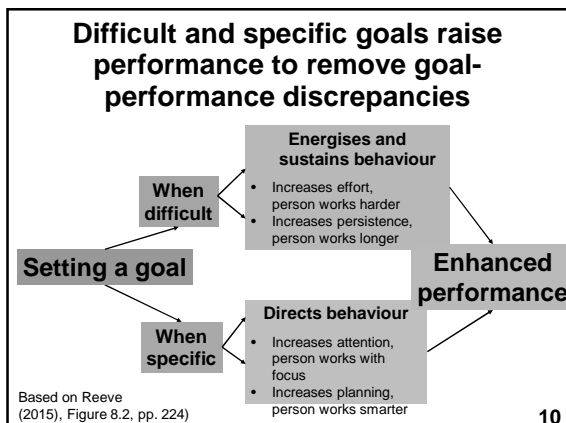 Difficult and specific goals raise
performance to remove goal-
performance discrepancies
Energises and
sustains behaviour
• Increases effort,
person works harder
• Increases persistence,
person works longer
When
difficult
Setting a goal
Enhanced
performance
When
specific
Directs behaviour
• Increases attention,
person works with
focus
• Increases planning,
person works smarter
Based on Reeve
(2015), Figure 8.2, pp. 224)
10